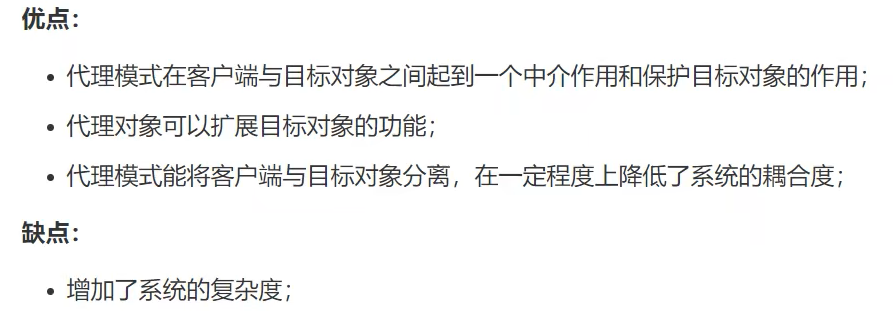 优点：
• 代理模式在客户端与目标对象之间起到一个中介作用和保护目标对象的作用；
• 代理对象可以扩展目标对象的功能；
• 代理模式能将客户端与目标对象分离，在一定程度上降低了系统的耦合度；
缺点：
• 增加了系统的复杂度；